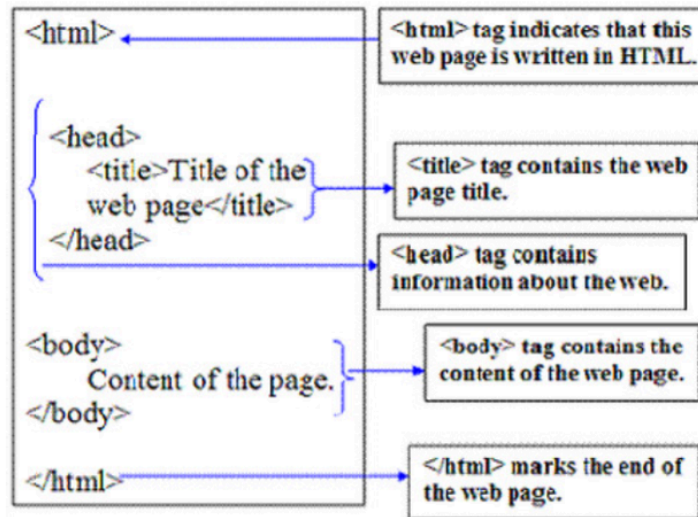 <html>
<html> tag indicates that this
web page is written in HTML.
<head>
<title>Title of the
web page</title>
</head>
<title> tag contains the web
page title.
<head> tag contains
information about the web.
<body>
Content of the page.
</body>
<body> tag contains the
content of the web page.
</html>
</html> marks the end of
the web page.